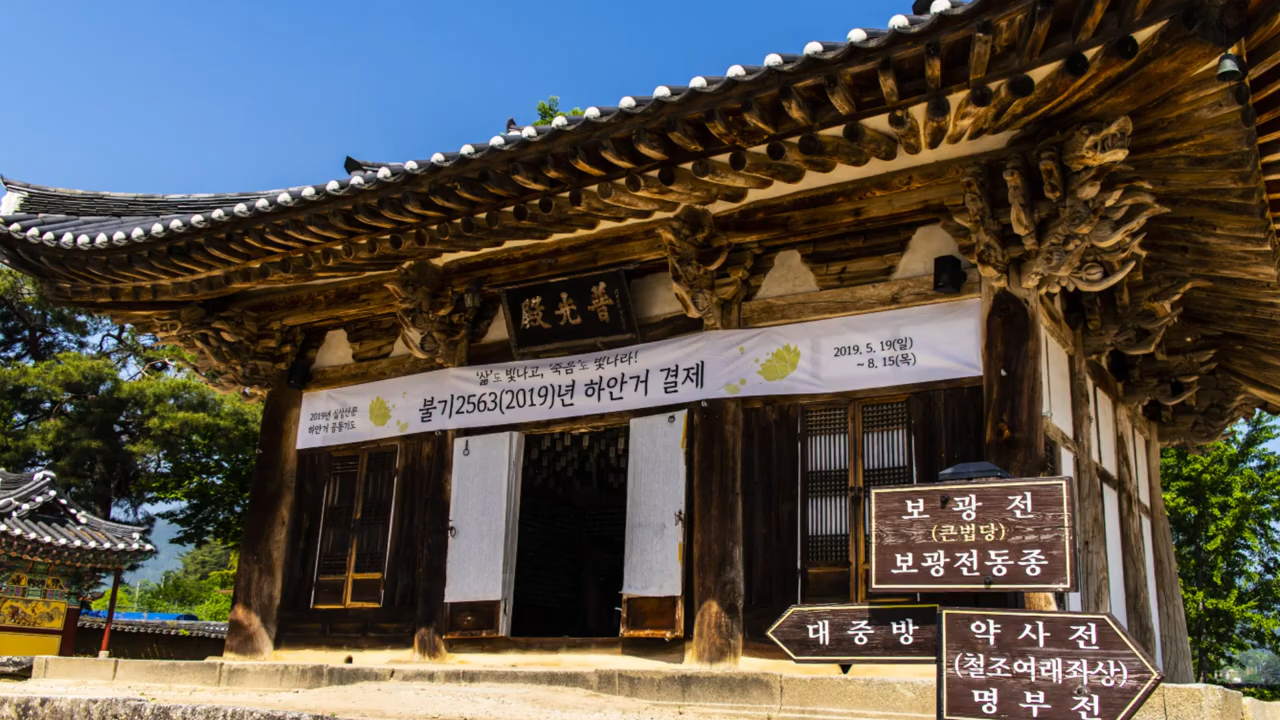 殿光普
'삶'도 빛나고, '죽음'도 빛나라!
불기2563(2019)년 하안거 결제
2019년 실상산문
하안거 공동기도
2019. 5. 19(일)
~ 8. 15(목)
보 광 전
(큰법당)
보광전동종
대 중 방
약 사 전
(철조여래좌상)
명 부 전